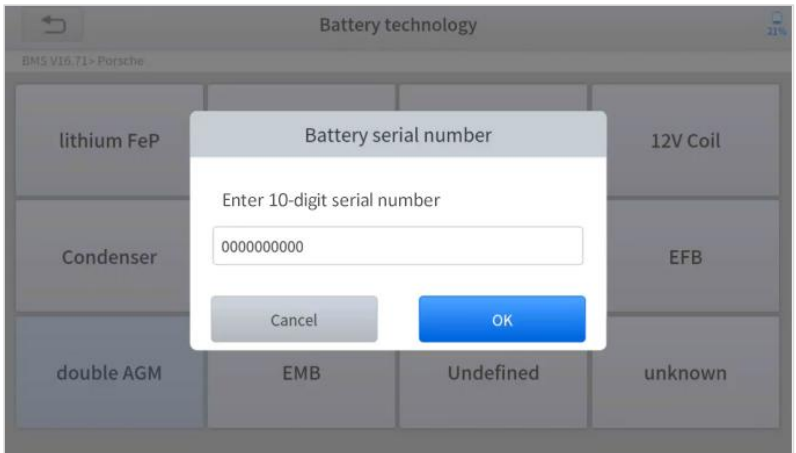 Battery technology
21%
BMS V16.71> Porsche
lithium FeP
12V Coil
Battery serial number
Enter 10-digit serial number
0000000000
Condenser
EFB
Cancel
OK
double AGM
EMB
Undefined
unknown